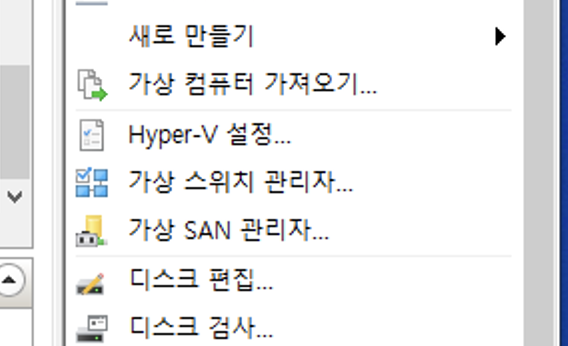 새로 만들기
가상 컴퓨터 가져오기...
Hyper-V 설정...
가상 스위치 관리자...
가상 SAN 관리자...
디스크 편집...
디스크 검사...